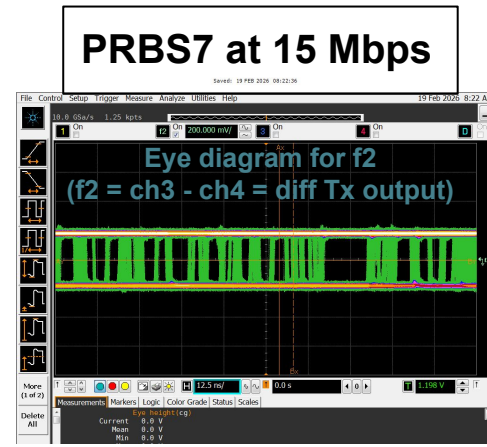 PRBS7 at 15 Mbps
Saved: 19 FEB 2026 08:22:36
File Control Setup Trigger Measure Analyze Utilities Help 19 Feb 2026 8:22 A
10.0 GSa/s 1.25 kpts
1 On f2 On 200.000 mV/ 3 On 4 On D
Ax
Eye diagram for f2
(f2 = ch3 - ch4 = diff Tx output)
Bx
More
(1 of 2)
H 12.5 ns/ 0.0 s 0 T 1.198 V
Measurements Markers Logic Color Grade Status Scales
Delete
All
Eye height(cg)
Current 0.0 V
Mean 0.0 V
Min 0.0 V